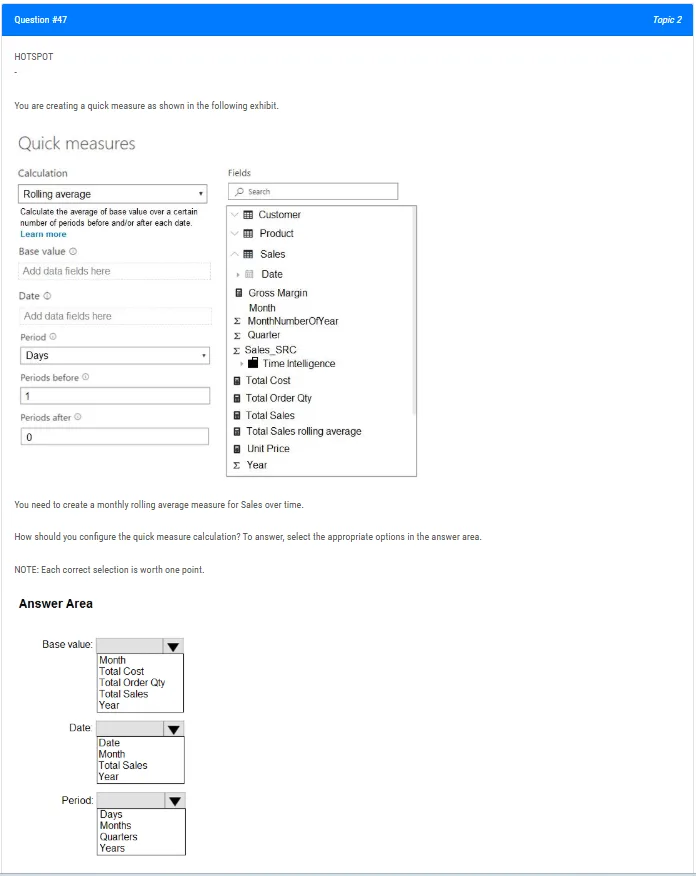 Question #47 Topic 2
HOTSPOT
-
You are creating a quick measure as shown in the following exhibit.
Quick measures
Calculation
Rolling average
Calculate the average of base value over a certain
number of periods before and/or after each date.
Learn more
Base value
Add data fields here
Date
Add data fields here
Period
Days
Periods before
1
Periods after
0
Fields
Search
Customer
Product
Sales
Date
Gross Margin
Month
MonthNumberOfYear
Quarter
Sales_SRC
Time Intelligence
Total Cost
Total Order Qty
Total Sales
Total Sales rolling average
Unit Price
Year
You need to create a monthly rolling average measure for Sales over time.
How should you configure the quick measure calculation? To answer, select the appropriate options in the answer area.
NOTE: Each correct selection is worth one point.
Answer Area
Base value:
Month
Total Cost
Total Order Qty
Total Sales
Year
Date:
Date
Month
Total Sales
Year
Period:
Days
Months
Quarters
Years